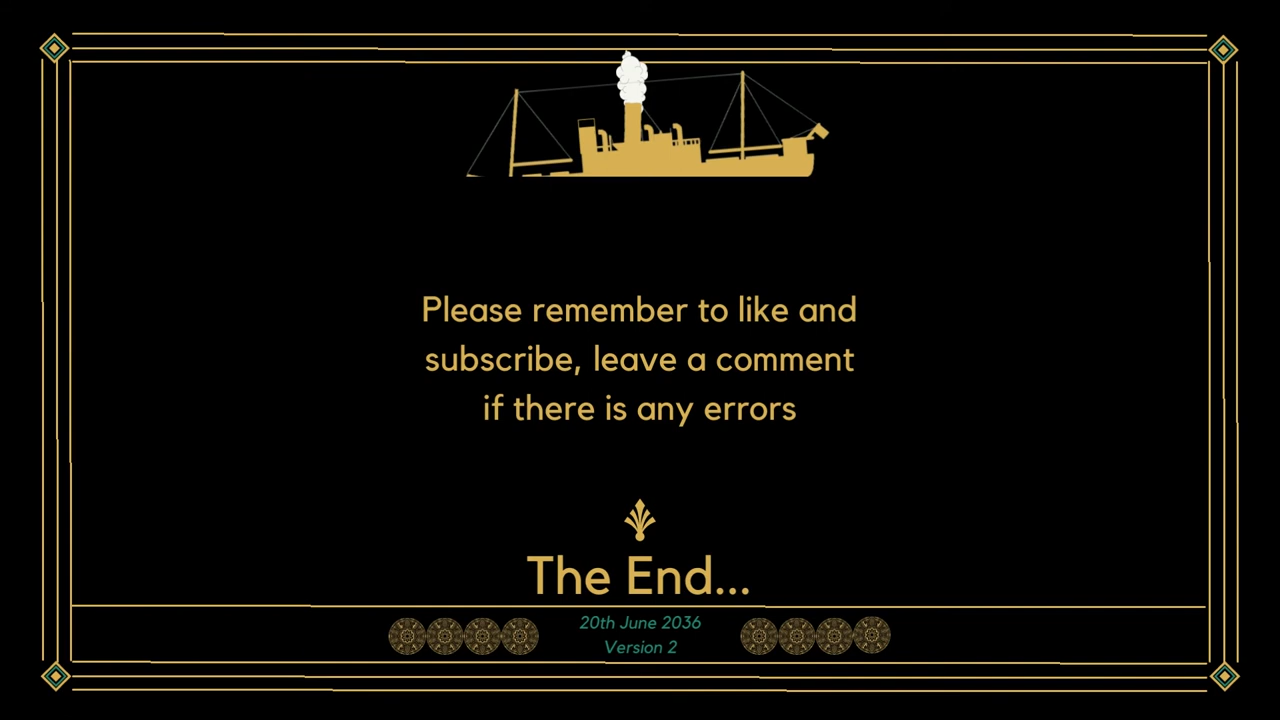 Please remember to like and
subscribe, leave a comment
if there is any errors
The End...
20th June 2036
Version 2